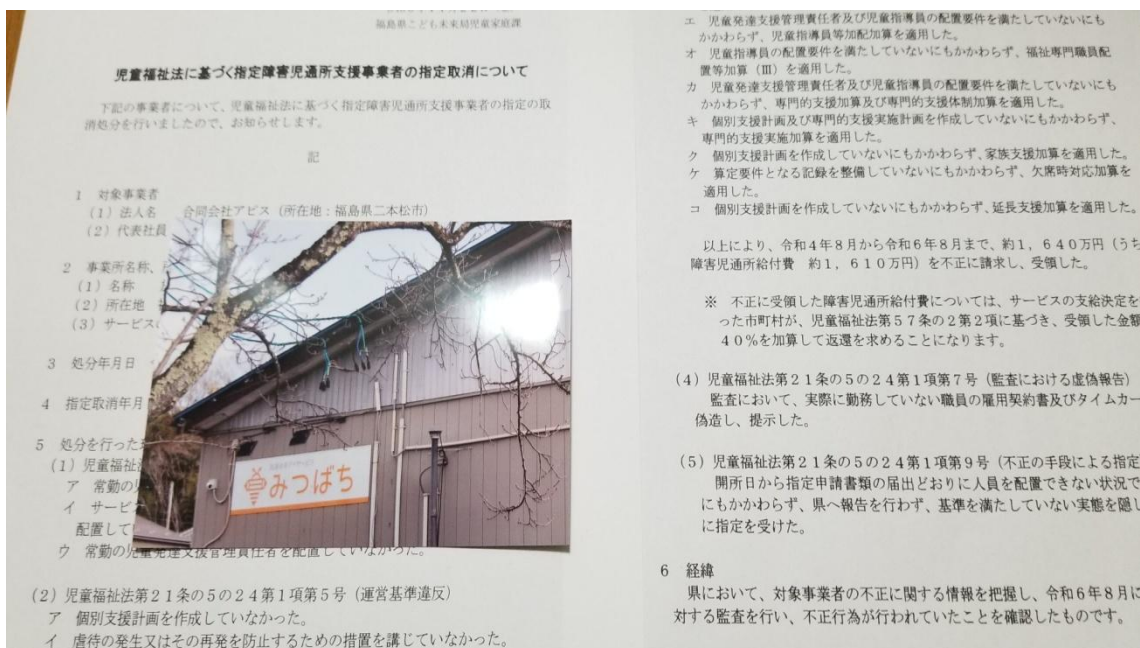 福島県こども未来局児童家庭課
児童福祉法に基づく指定障害児通所支援事業者の指定取消について
下記の事業者について、児童福祉法に基づく指定障害児通所支援事業者の指定の取
消処分を行いましたので、お知らせします。
記
1 対象事業者
(1)法人名 合同会社アビス(所在地:福島県二本松市)
(2)代表社員
2 事業所名称、
(1)名称
(2)所在地
(3)サービス
3 処分年月日
4 指定取消年月
5 処分を行った
(1)児童福祉
ア 常勤の
イ サービ
配置して
ウ 常勤の児童発達支援管理責任者を配置していなかった。
(2)児童福祉法第21条の5の24第1項第5号(運営基準違反)
ア 個別支援計画を作成していなかった。
イ 虐待の発生又はその再発を防止するための措置を講じていなかった。
みつばち
エ 児童発達支援管理責任者及び児童指導員の配置要件を満たしていないにも
かかわらず、児童指導員等加配加算を適用した。
オ 児童指導員の配置要件を満たしていないにもかかわらず、福祉専門職員配
置等加算(Ⅲ)を適用した。
カ 児童発達支援管理責任者及び児童指導員の配置要件を満たしていないにも
かかわらず、専門的支援加算及び専門的支援体制加算を適用した。
キ 個別支援計画及び専門的支援実施計画を作成していないにもかかわらず、
専門的支援実施加算を適用した。
ク 個別支援計画を作成していないにもかかわらず、家族支援加算を適用した。
ケ 算定要件となる記録を整備していないにもかかわらず、欠席時対応加算を
適用した。
コ 個別支援計画を作成していないにもかかわらず、延長支援加算を適用した。
以上により、令和4年8月から令和6年8月まで、約1,640万円(うち
障害児通所給付費 約1,610万円)を不正に請求し、受領した。
※ 不正に受領した障害児通所給付費については、サービスの支給決定を
った市町村が、児童福祉法第57条の2第2項に基づき、受領した金額
40%を加算して返還を求めることになります。
(4)児童福祉法第21条の5の24第1項第7号(監査における虚偽報告)
監査において、実際に勤務していない職員の雇用契約書及びタイムカー
偽造し、提示した。
(5)児童福祉法第21条の5の24第1項第9号(不正の手段による指定
開所日から指定申請書類の届出どおりに人員を配置できない状況で
にもかかわらず、県へ報告を行わず、基準を満たしていない実態を隠し
に指定を受けた。
6 経緯
県において、対象事業者の不正に関する情報を把握し、令和6年8月に
対する監査を行い、不正行為が行われていたことを確認したものです。